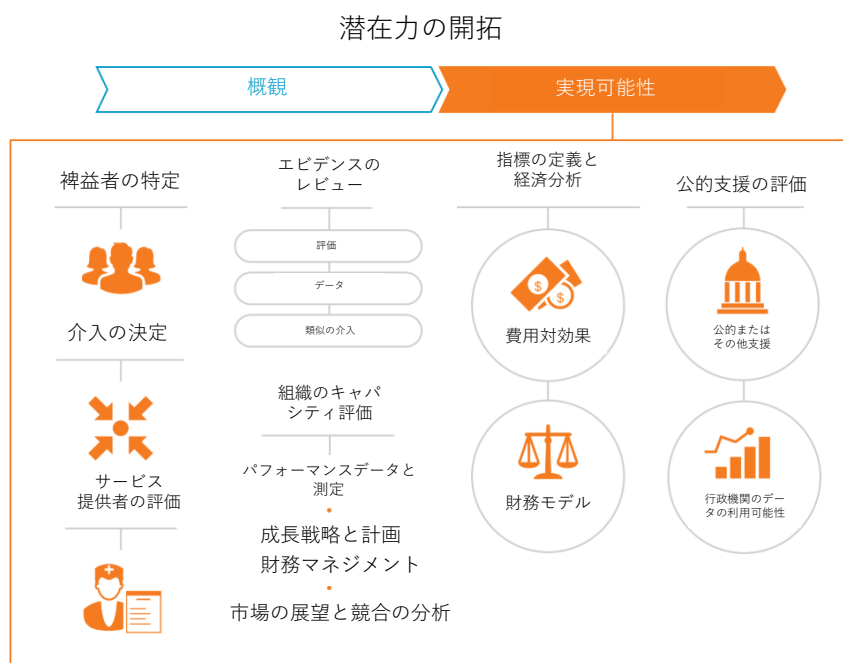 潜在力の開拓
概観
実現可能性
裨益者の特定
介入の決定
サービス
提供者の評価
エビデンスの
レビュー
評価
データ
類似の介入
組織のキャパ
シティ評価
パフォーマンスデータと
測定
成長戦略と計画
財務マネジメント
市場の展望と競合の分析
指標の定義と
経済分析
$
$
費用対効果
財務モデル
公的支援の評価
公的または
その他支援
行政機関のデー
タの利用可能性